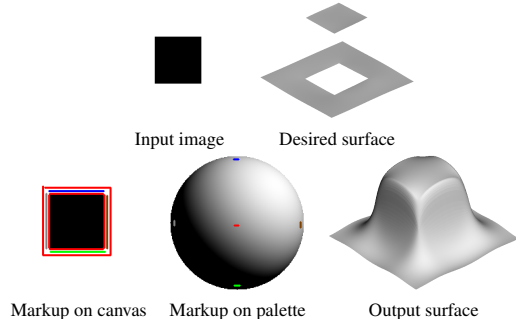 Input image Desired surface
Markup on canvas Markup on palette Output surface